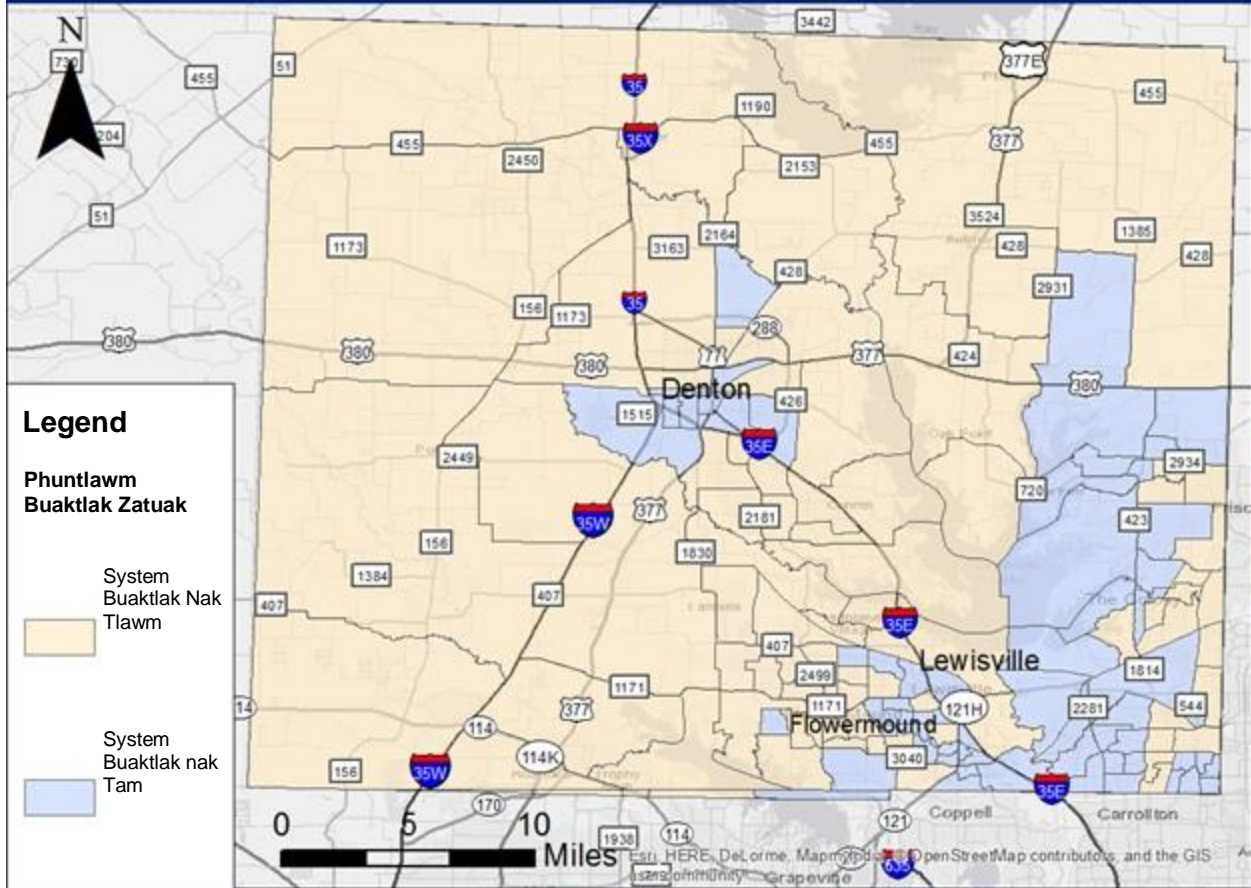 3442
N
730
51
455
377E
35
455
204
1190
35X
455
455
377
2450
2153
51
3524
1173
2164
1385
3163
428
428
428
2931
156
35
1173
288
380
380
77
377
424
380
380
Denton
426
1515
Legend
35E
Phuntlawm
Buaktlak Zatuak
2449
2934
720
377
2181
35W
423
156
1830
System
Buaktlak Nak
Tlawm
1384
407
407
35E
407
Lewisville
2499
1814
1171
1171
377
121H
2281
544
14
Flowermound
114
System
Buaktlak nak
Tam
114K
3040
156
35W
35E
170
Coppell
Carrollton
121
0 5 10
Miles
1938
114
Esri, HERE, DeLorme, OpenStreetMap contributors, and the GIS
user community
635
Grapevine